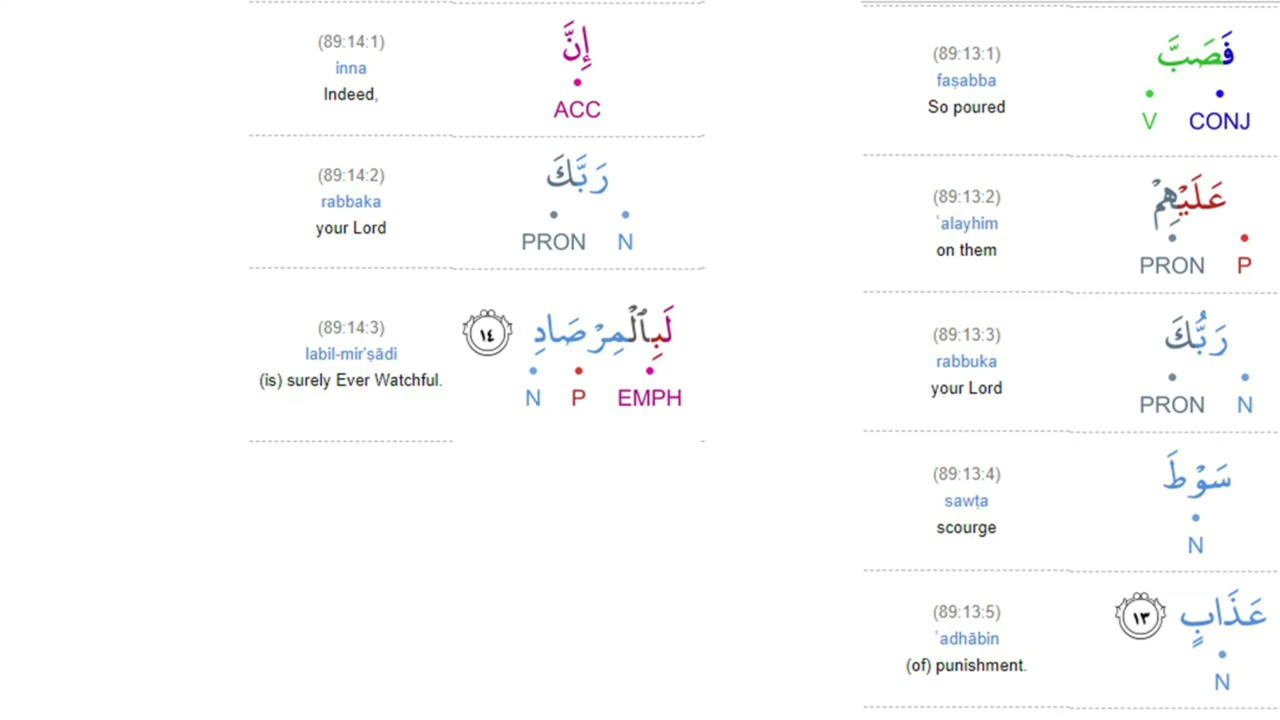 (89:14:1)
inna
Indeed,
إِنَّ
ACC
(89:14:2)
rabbaka
your Lord
رَبَّكَ
PRON N
(89:14:3)
labil-mir'ṣādi
(is) surely Ever Watchful.
لَبِٱلْمِرْصَادِ ١٤
N P EMPH
(89:13:1)
faṣabba
So poured
فَصَبَّ
V CONJ
(89:13:2)
ʿalayhim
on them
عَلَيْهِمْ
PRON P
(89:13:3)
rabbuka
your Lord
رَبُّكَ
PRON N
(89:13:4)
sawṭa
scourge
سَوْطَ
N
(89:13:5)
ʿadhābin
(of) punishment.
عَذَابٍ ١٣
N